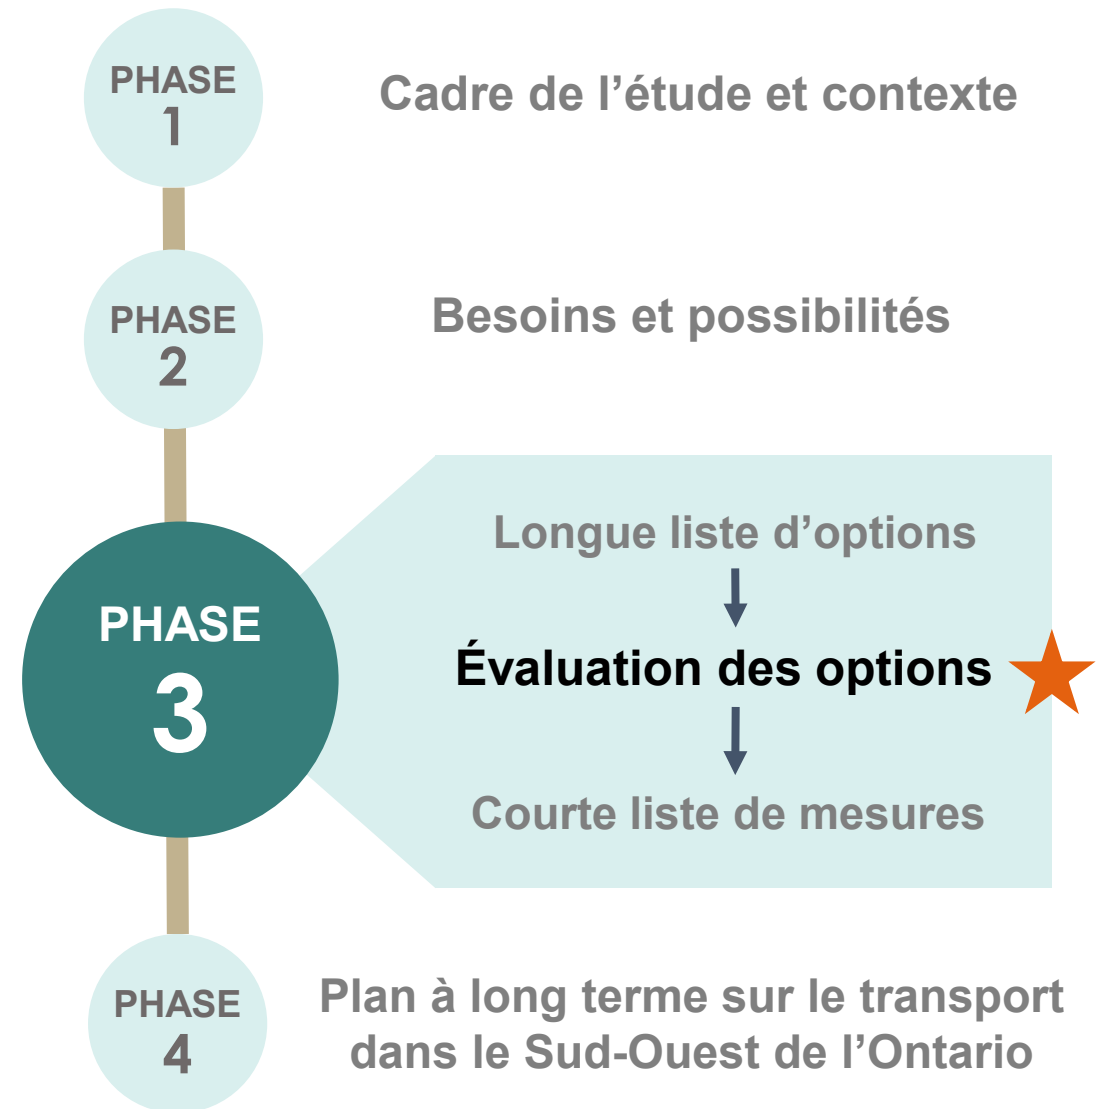 PHASE
1
Cadre de l’étude et contexte
PHASE
2
Besoins et possibilités
PHASE
3
Longue liste d’options
Évaluation des options
Courte liste de mesures
PHASE
4
Plan à long terme sur le transport
dans le Sud-Ouest de l’Ontario